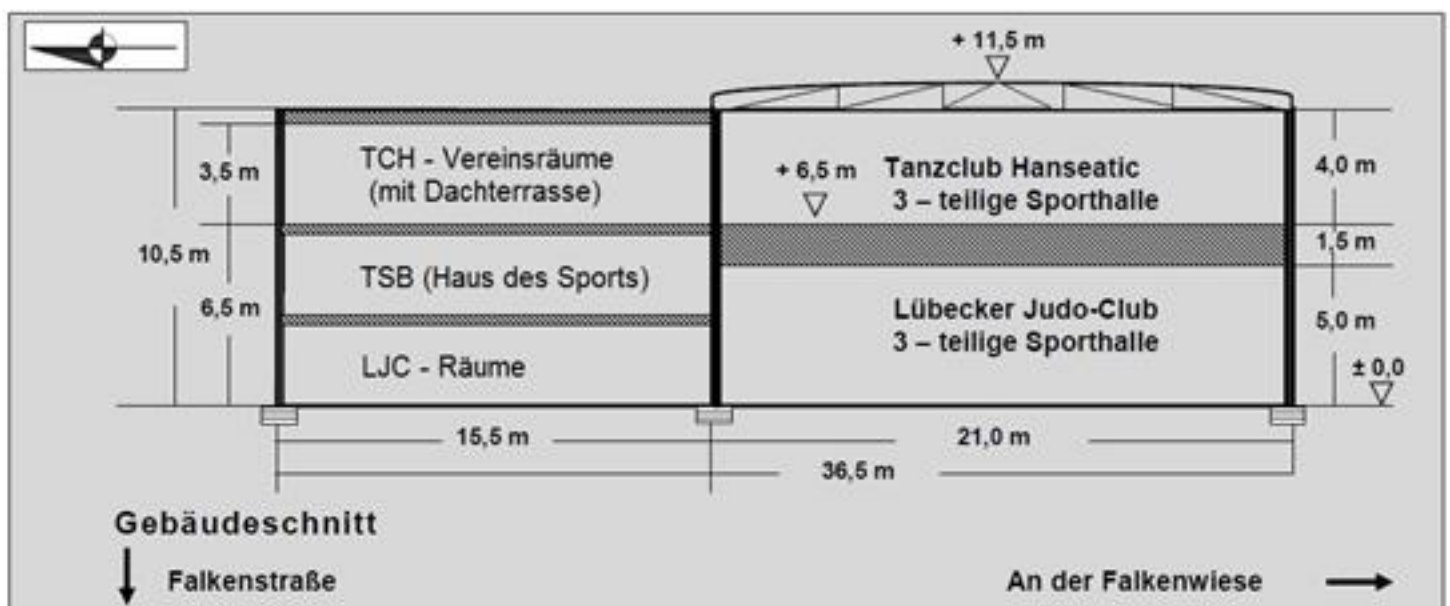 + 11,5 m
TCH - Vereinsräume
(mit Dachterrasse)
3,5 m
+ 6,5 m
Tanzclub Hanseatic
3 – teilige Sporthalle
4,0 m
10,5 m
1,5 m
TSB (Haus des Sports)
6,5 m
Lübecker Judo-Club
3 – teilige Sporthalle
5,0 m
LJC - Räume
± 0,0
15,5 m
21,0 m
36,5 m
Gebäudeschnitt
Falkenstraße
An der Falkenwiese